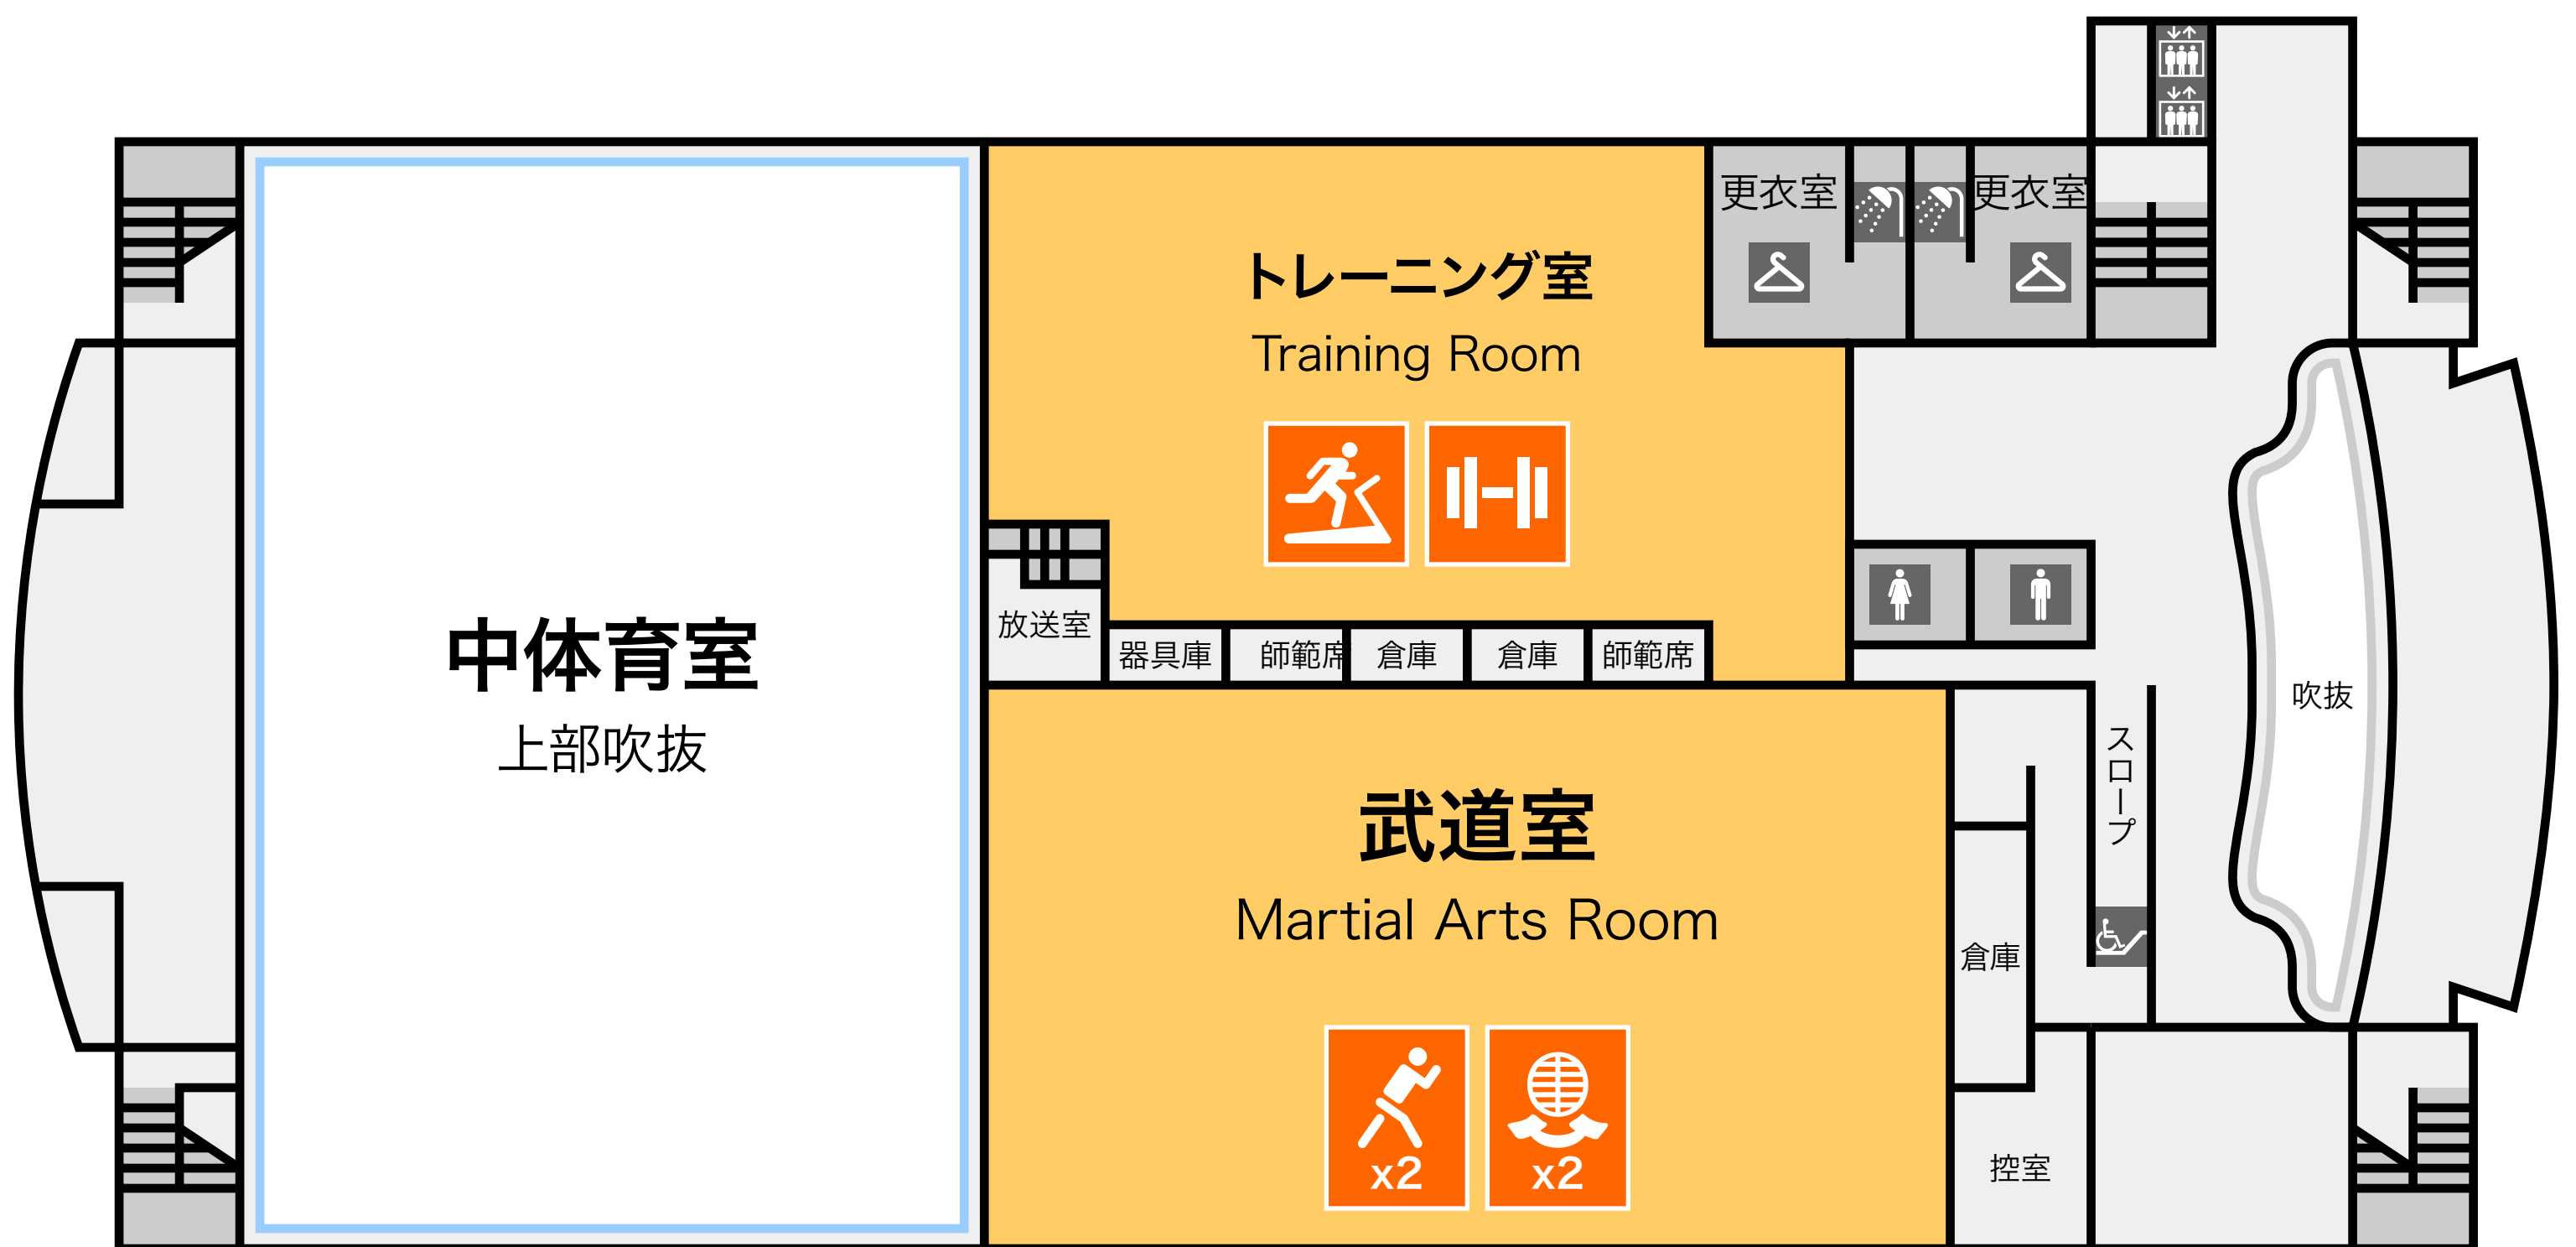 更衣室
更衣室
トレーニング室
Training Room
放送室
器具庫
師範席
倉庫
倉庫
師範席
中体育室
上部吹抜
吹抜
スロープ
武道室
Martial Arts Room
倉庫
x2
x2
控室